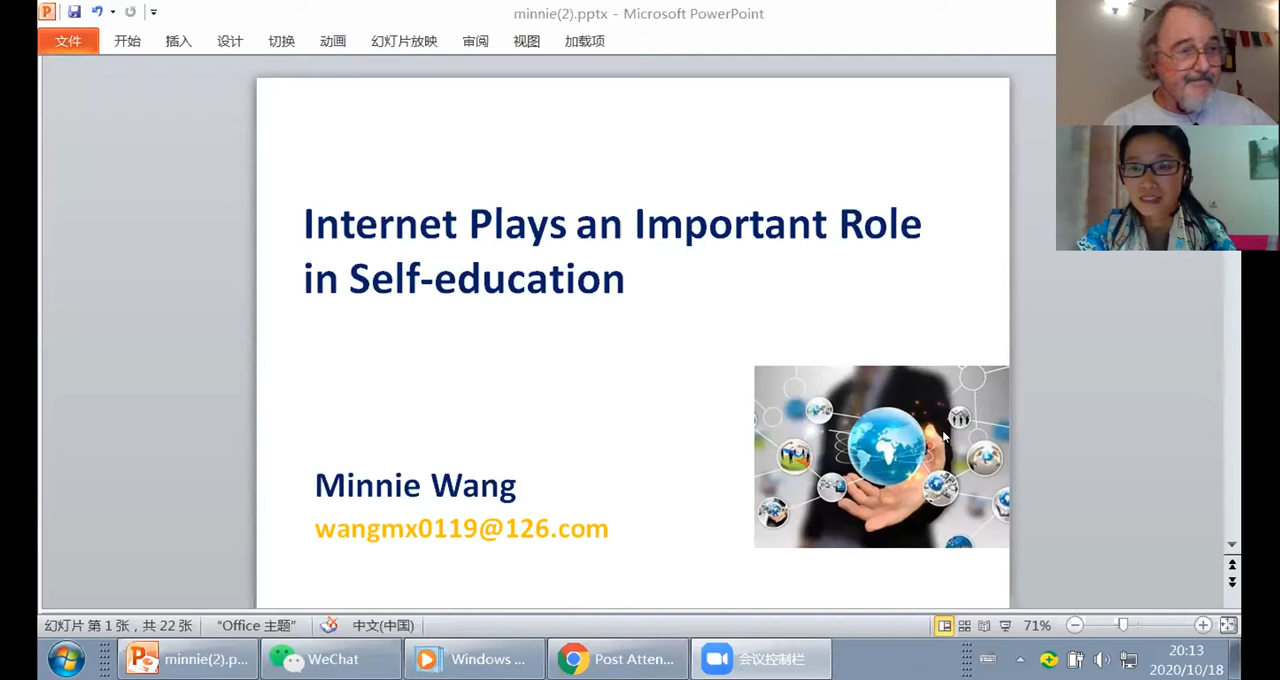 minnie(2).pptx - Microsoft PowerPoint
文件 开始 插入 设计 切换 动画 幻灯片放映 审阅 视图 加载项
Internet Plays an Important Role
in Self-education
Minnie Wang
wangmx0119@126.com
幻灯片 第 1 张，共 22 张 "Office 主题" 中文(中国) 71%
minnie(2).p... WeChat Windows ... Post Atten... 会议控制栏
20:13
2020/10/18